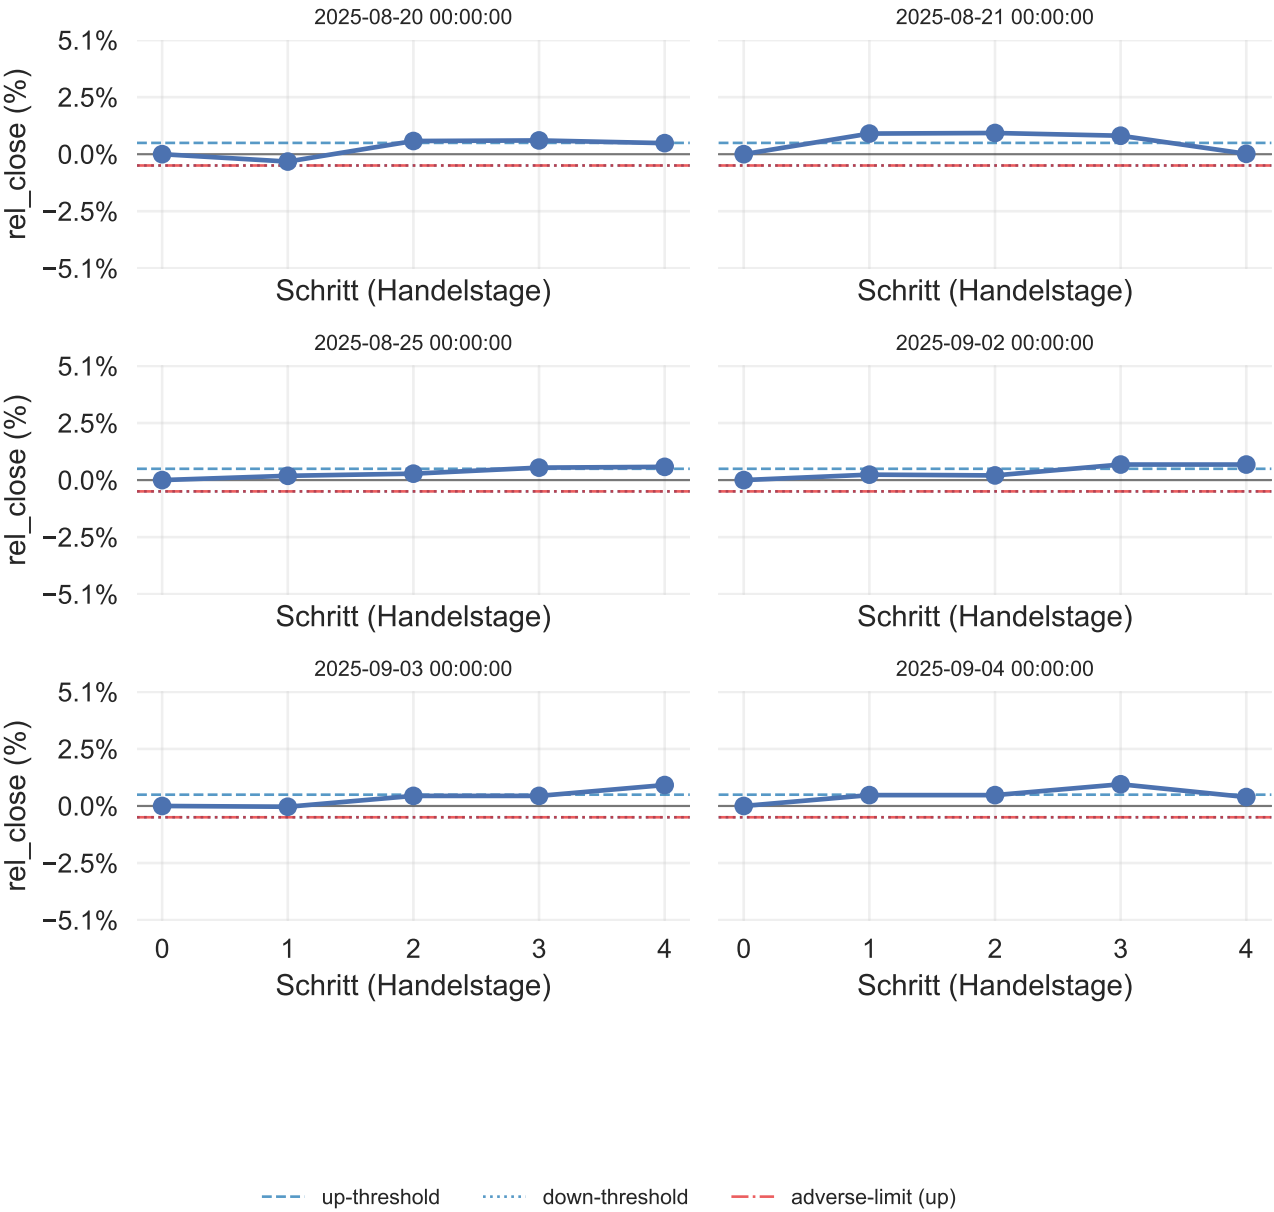 2025-08-20 00:00:00
2025-08-21 00:00:00
5.1%
2.5%
0.0%
−2.5%
−5.1%
rel_close (%)
Schritt (Handelstage)
Schritt (Handelstage)
2025-08-25 00:00:00
2025-09-02 00:00:00
5.1%
2.5%
0.0%
−2.5%
−5.1%
rel_close (%)
Schritt (Handelstage)
Schritt (Handelstage)
2025-09-03 00:00:00
2025-09-04 00:00:00
5.1%
2.5%
0.0%
−2.5%
−5.1%
rel_close (%)
0 1 2 3 4
0 1 2 3 4
Schritt (Handelstage)
Schritt (Handelstage)
up-threshold
down-threshold
adverse-limit (up)